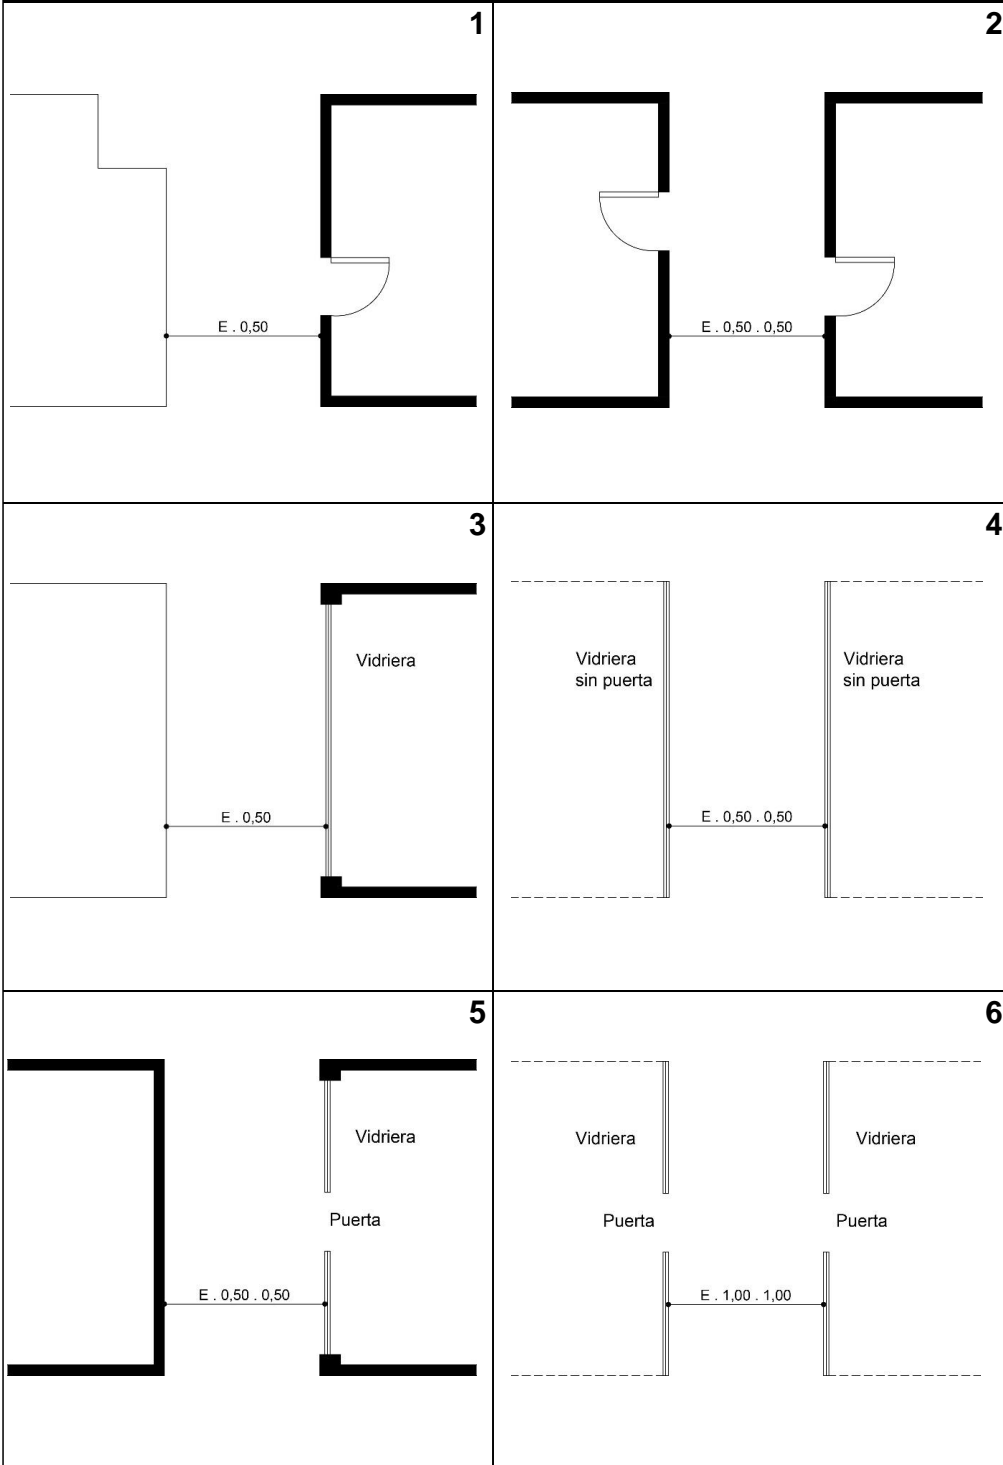 1
E . 0,50
2
E . 0,50 . 0,50
3
Vidriera
E . 0,50
4
Vidriera
sin puerta
Vidriera
sin puerta
E . 0,50 . 0,50
5
Vidriera
Puerta
E . 0,50 . 0,50
6
Vidriera
Vidriera
Puerta
Puerta
E . 1,00 . 1,00